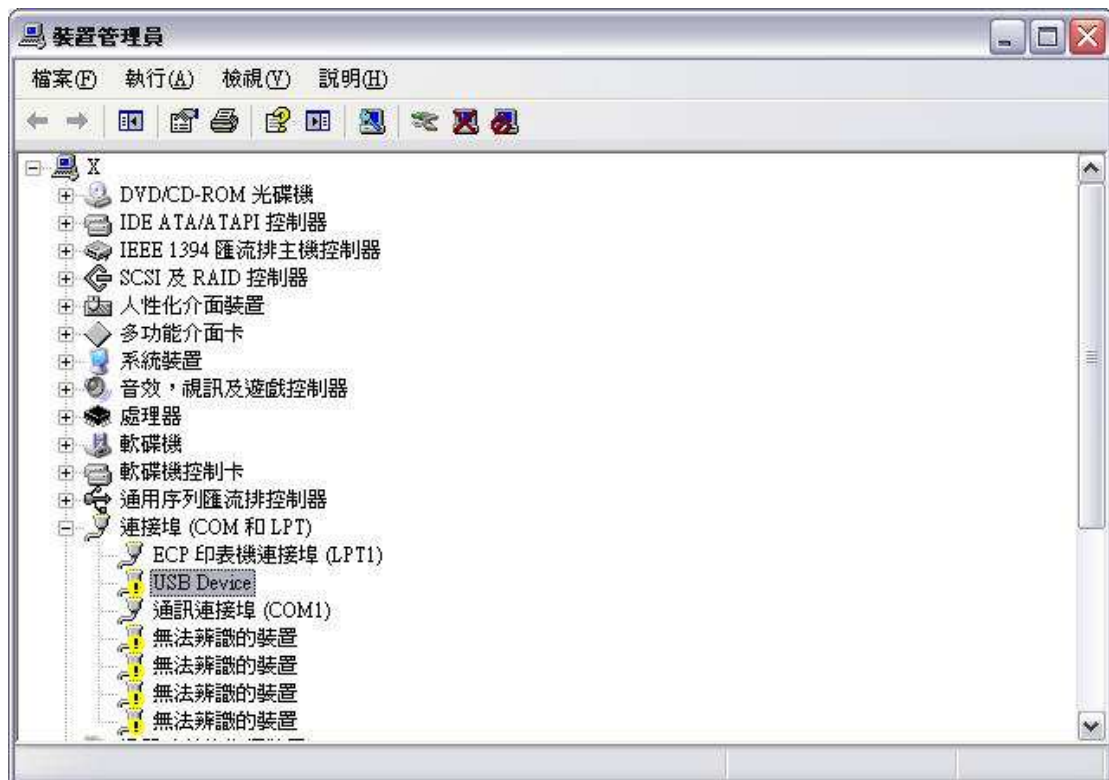 裝置管理員
檔案(F) 執行(A) 檢視(V) 說明(H)
X
DVD/CD-ROM 光碟機
IDE ATA/ATAPI 控制器
IEEE 1394 匯流排主機控制器
SCSI 及 RAID 控制器
人性化介面裝置
多功能介面卡
系統裝置
音效，視訊及遊戲控制器
處理器
軟碟機
軟碟機控制卡
通用序列匯流排控制器
連接埠 (COM 和 LPT)
ECP 印表機連接埠 (LPT1)
USB Device
通訊連接埠 (COM1)
無法辨識的裝置
無法辨識的裝置
無法辨識的裝置
無法辨識的裝置